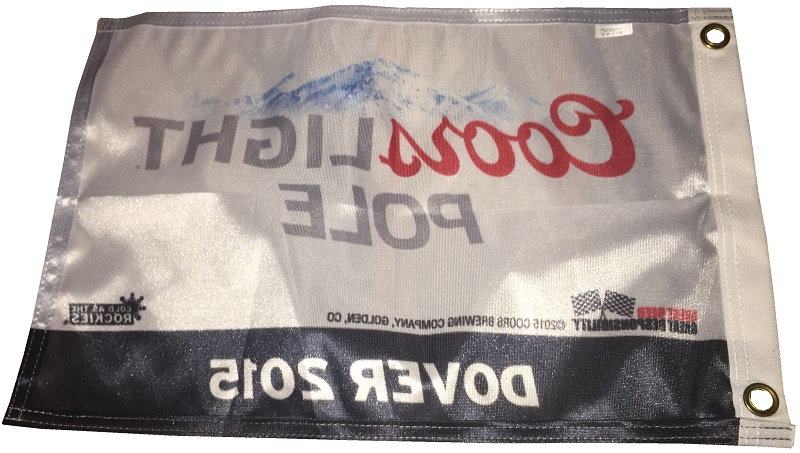 Coors LIGHT
POLE
GREAT BEER
GREAT RESPONSIBILITY.
©2015 COORS BREWING COMPANY, GOLDEN, CO
COLD AS THE
ROCKIES
DOVER 2015